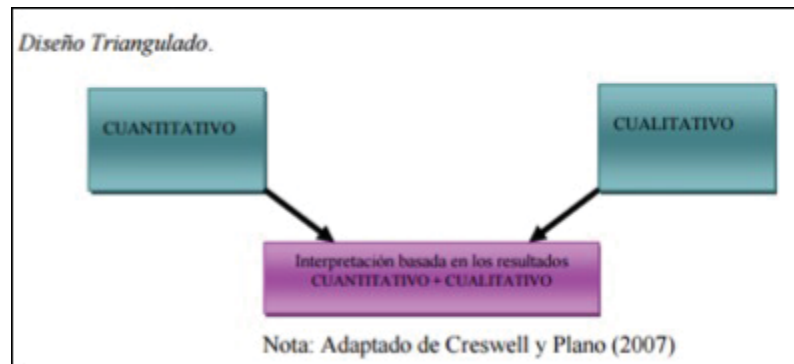 Diseño Triangulado.
CUANTITATIVO
CUALITATIVO
Interpretación basada en los resultados
CUANTITATIVO + CUALITATIVO
Nota: Adaptado de Creswell y Plano (2007)